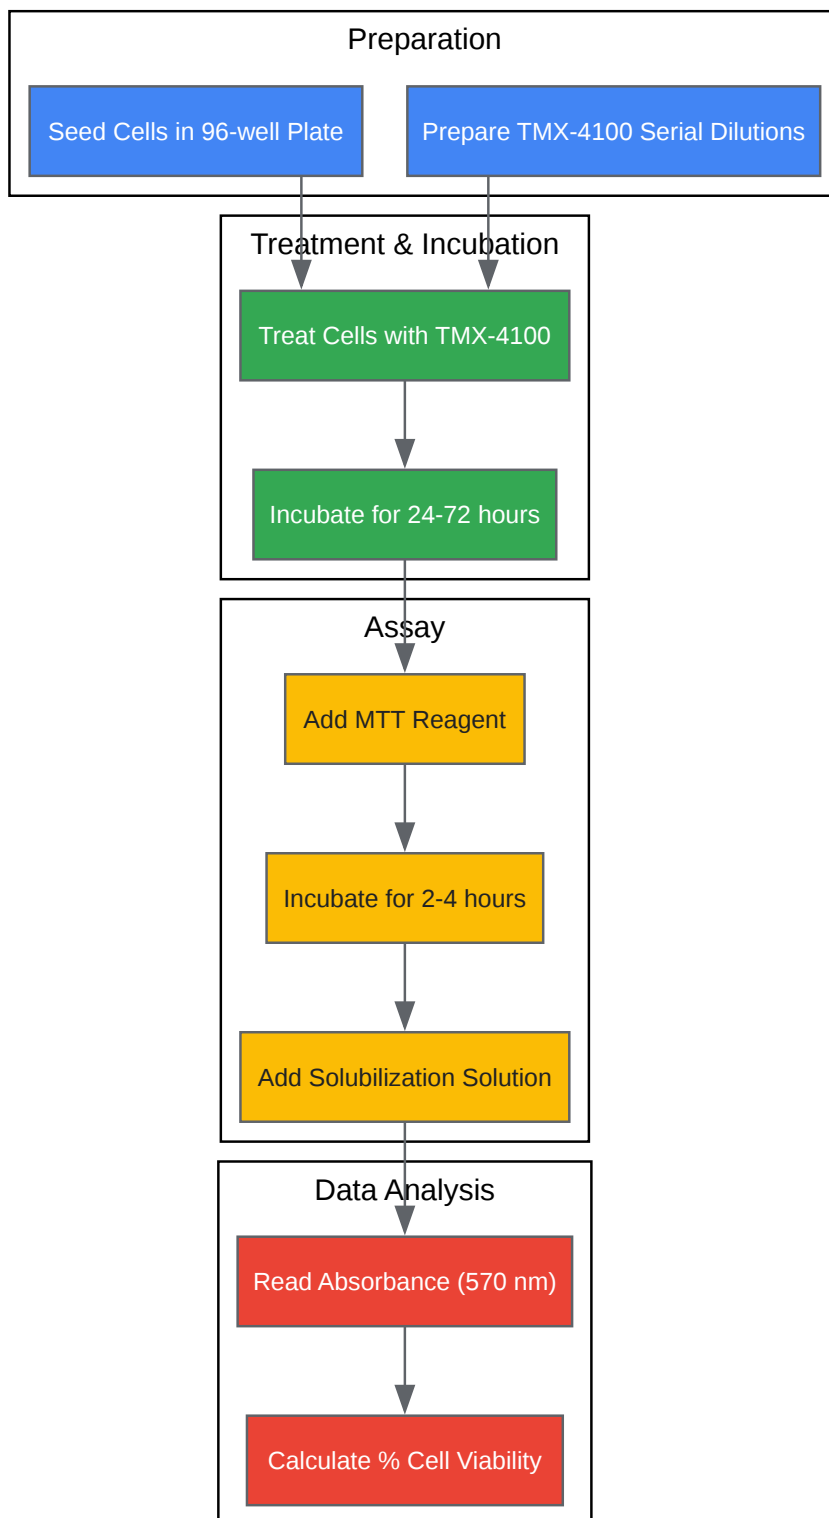 Preparation
Seed Cells in 96-well Plate
Prepare TMX-4100 Serial Dilutions
Treatment & Incubation
Treat Cells with TMX-4100
Incubate for 24-72 hours
Assay
Add MTT Reagent
Incubate for 2-4 hours
Add Solubilization Solution
Data Analysis
Read Absorbance (570 nm)
Calculate % Cell Viability